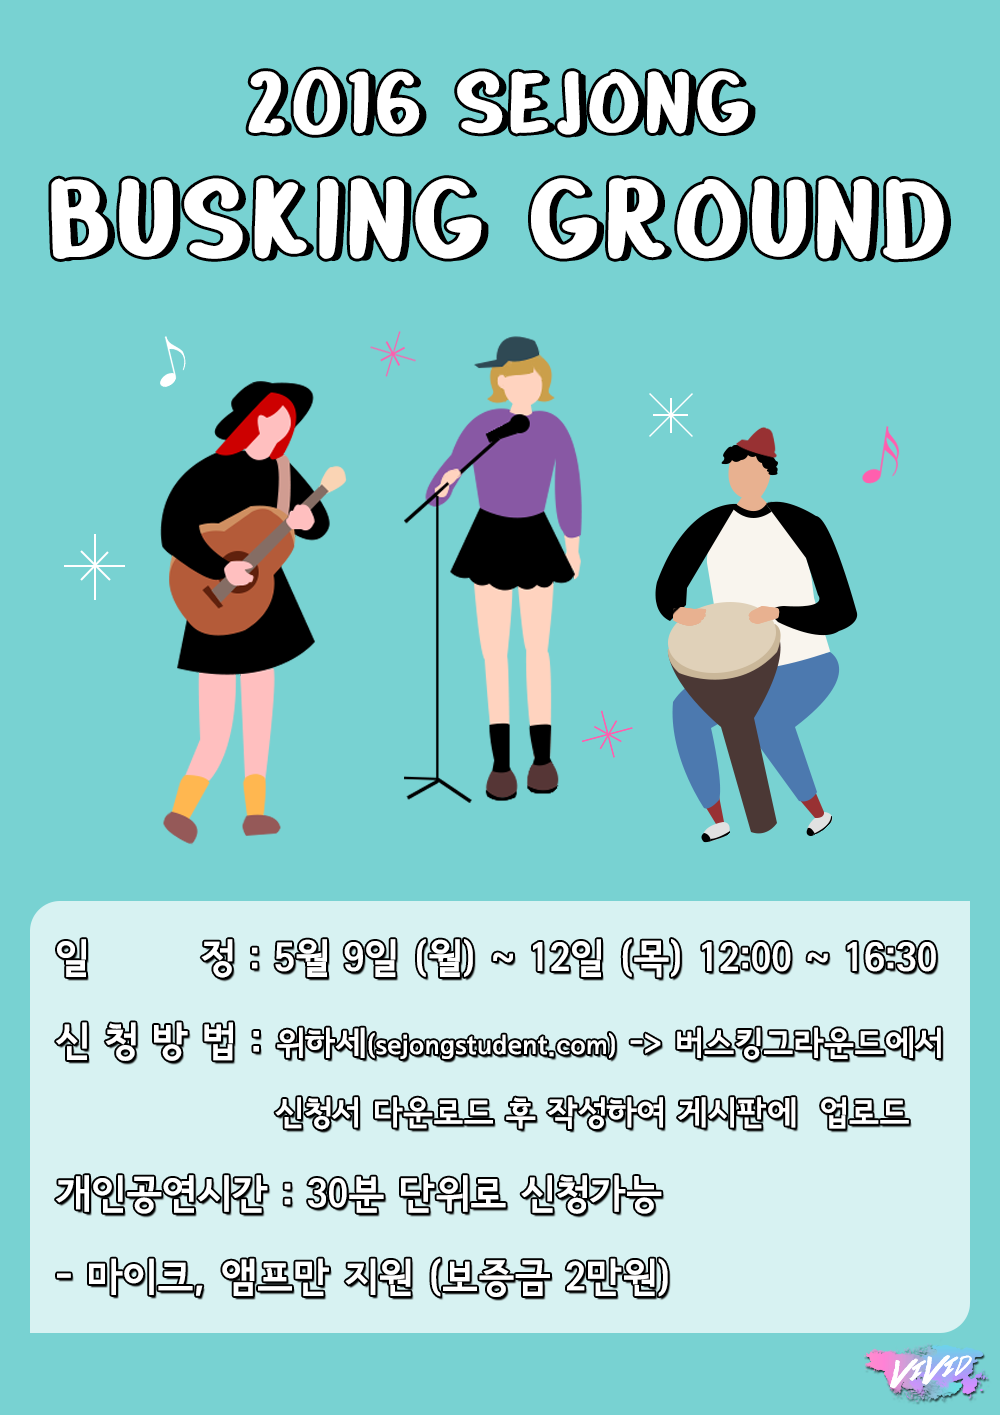 2016 SEJONG
BUSKING GROUND
일 정 : 5월 9일 (월) ~ 12일 (목) 12:00 ~ 16:30
신 청 방 법 : 위하세(sejongstudent.com) -> 버스킹그라운드에서
신청서 다운로드 후 작성하여 게시판에 업로드
개인공연시간 : 30분 단위로 신청가능
- 마이크, 앰프만 지원 (보증금 2만원)
VIVID